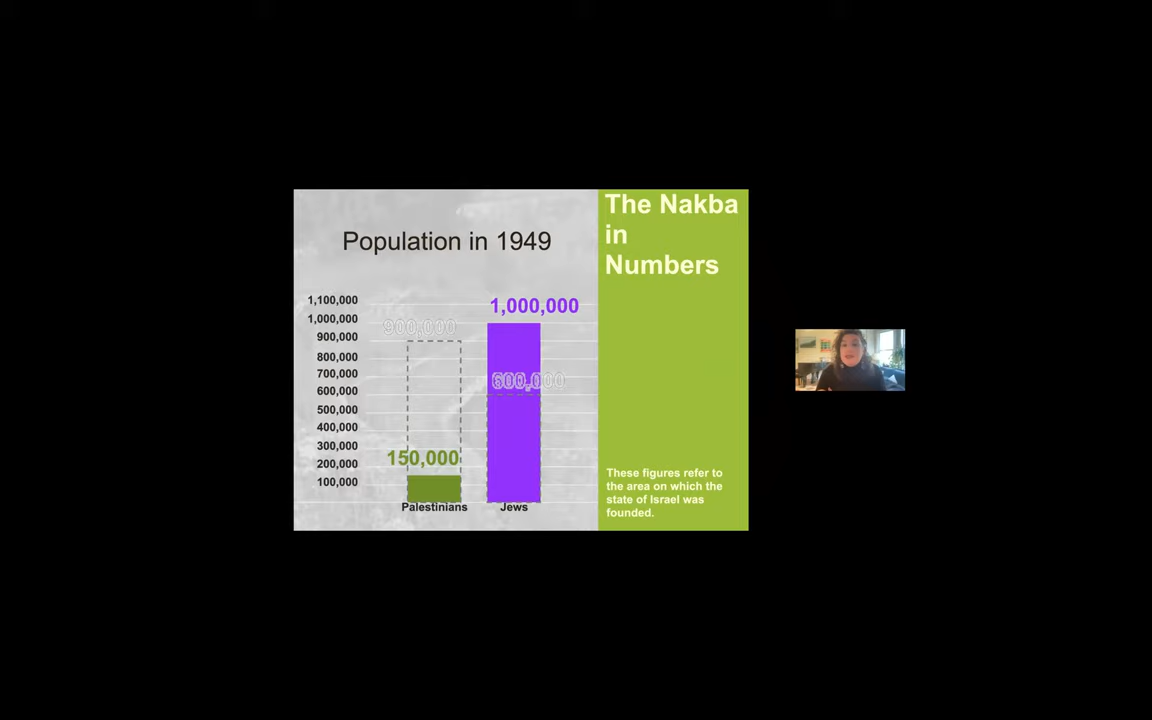 Population in 1949
1,100,000
1,000,000
900,000
800,000
700,000
600,000
500,000
400,000
300,000
200,000
100,000
900,000
150,000
Palestinians
1,000,000
600,000
Jews
The Nakba
in
Numbers
These figures refer to
the area on which the
state of Israel was
founded.